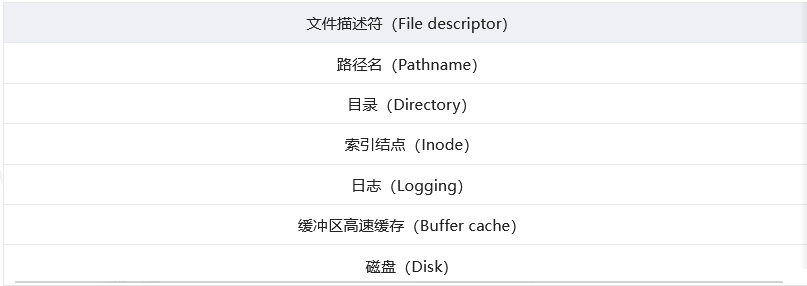 文件描述符（File descriptor）
路径名（Pathname）
目录（Directory）
索引结点（Inode）
日志（Logging）
缓冲区高速缓存（Buffer cache）
磁盘（Disk）